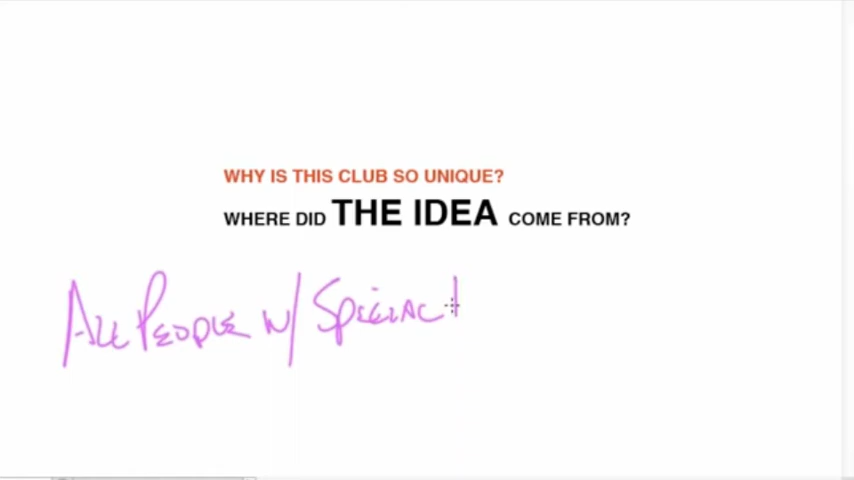 WHY IS THIS CLUB SO UNIQUE?
WHERE DID THE IDEA COME FROM?
ALL PEOPLE W/ SPECIAL